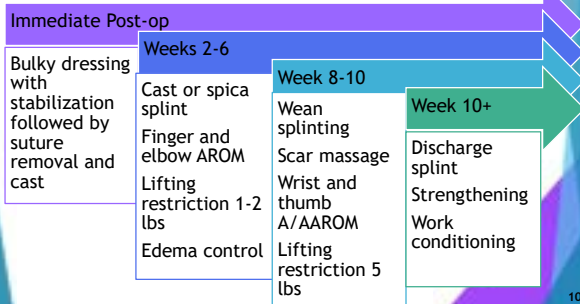 Immediate Post-op
Bulky dressing
with
stabilization
followed by
suture
removal and
cast
Weeks 2-6
Cast or spica
splint
Finger and
elbow AROM
Lifting
restriction 1-2
lbs
Edema control
Week 8-10
Wean
splinting
Scar massage
Wrist and
thumb
A/AAROM
Lifting
restriction 5
lbs
Week 10+
Discharge
splint
Strengthening
Work
conditioning
10